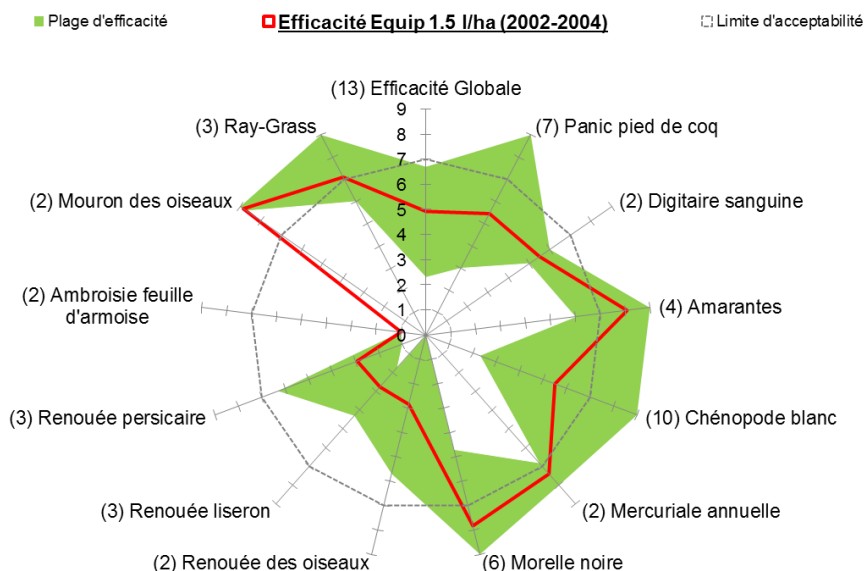 Plage d'efficacité
Efficacité Equip 1.5 l/ha (2002-2004)
Limite d'acceptabilité
(13) Efficacité Globale
(7) Panic pied de coq
(2) Digitaire sanguine
(4) Amarantes
(10) Chénopode blanc
(2) Mercuriale annuelle
(6) Morelle noire
(2) Renouée des oiseaux
(3) Renouée liseron
(3) Renouée persicaire
(2) Ambroisie feuille
d'armoise
(2) Mouron des oiseaux
(3) Ray-Grass
9
8
7
6
5
4
3
2
1
0